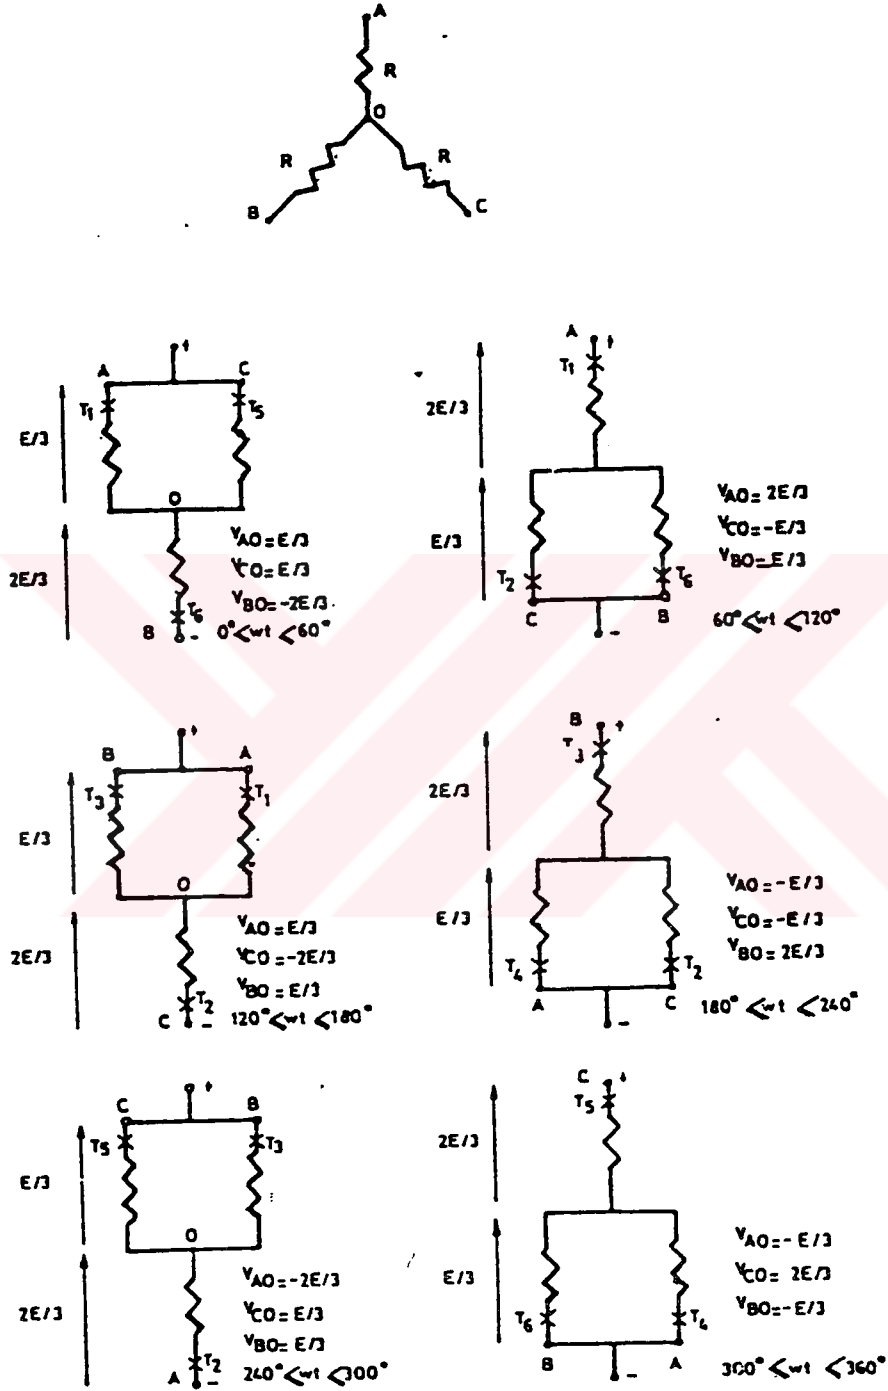 A
R
O
R
R
B
C
+
A
C
T1
T5
E/3
O
2E/3
VAO = E/3
VCO = E/3
VBO = -2E/3
T6
B
-
0° ≤ wt ≤ 60°
A
+
T1
2E/3
E/3
VAO = 2E/3
VCO = -E/3
VBO = -E/3
T2
T6
C
B
-
60° ≤ wt ≤ 120°
+
B
A
T3
T1
E/3
O
2E/3
VAO = E/3
VCO = -2E/3
VBO = E/3
T2
C
-
120° ≤ wt ≤ 180°
B
+
T3
2E/3
E/3
VAO = -E/3
VCO = -E/3
VBO = 2E/3
T4
T2
A
C
-
180° ≤ wt ≤ 240°
+
C
B
T5
T3
E/3
O
2E/3
VAO = -2E/3
VCO = E/3
VBO = E/3
T2
A
-
240° ≤ wt ≤ 300°
C
+
T5
2E/3
E/3
VAO = -E/3
VCO = 2E/3
VBO = -E/3
T6
T4
B
A
-
300° ≤ wt ≤ 360°